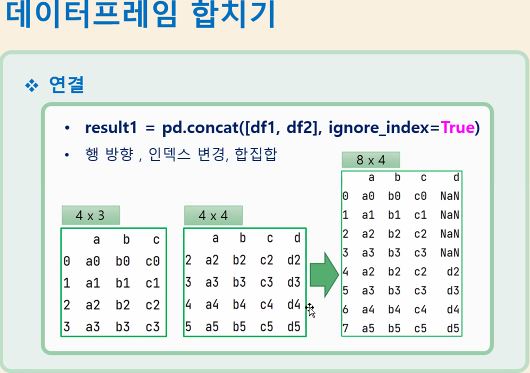 데이터프레임 합치기
❖ 연결
• result1 = pd.concat([df1, df2], ignore_index=True)
• 행 방향 , 인덱스 변경, 합집합
4 x 3
a b c
0 a0 b0 c0
1 a1 b1 c1
2 a2 b2 c2
3 a3 b3 c3
4 x 4
a b c d
2 a2 b2 c2 d2
3 a3 b3 c3 d3
4 a4 b4 c4 d4
5 a5 b5 c5 d5
8 x 4
a b c d
0 a0 b0 c0 NaN
1 a1 b1 c1 NaN
2 a2 b2 c2 NaN
3 a3 b3 c3 NaN
4 a2 b2 c2 d2
5 a3 b3 c3 d3
6 a4 b4 c4 d4
7 a5 b5 c5 d5